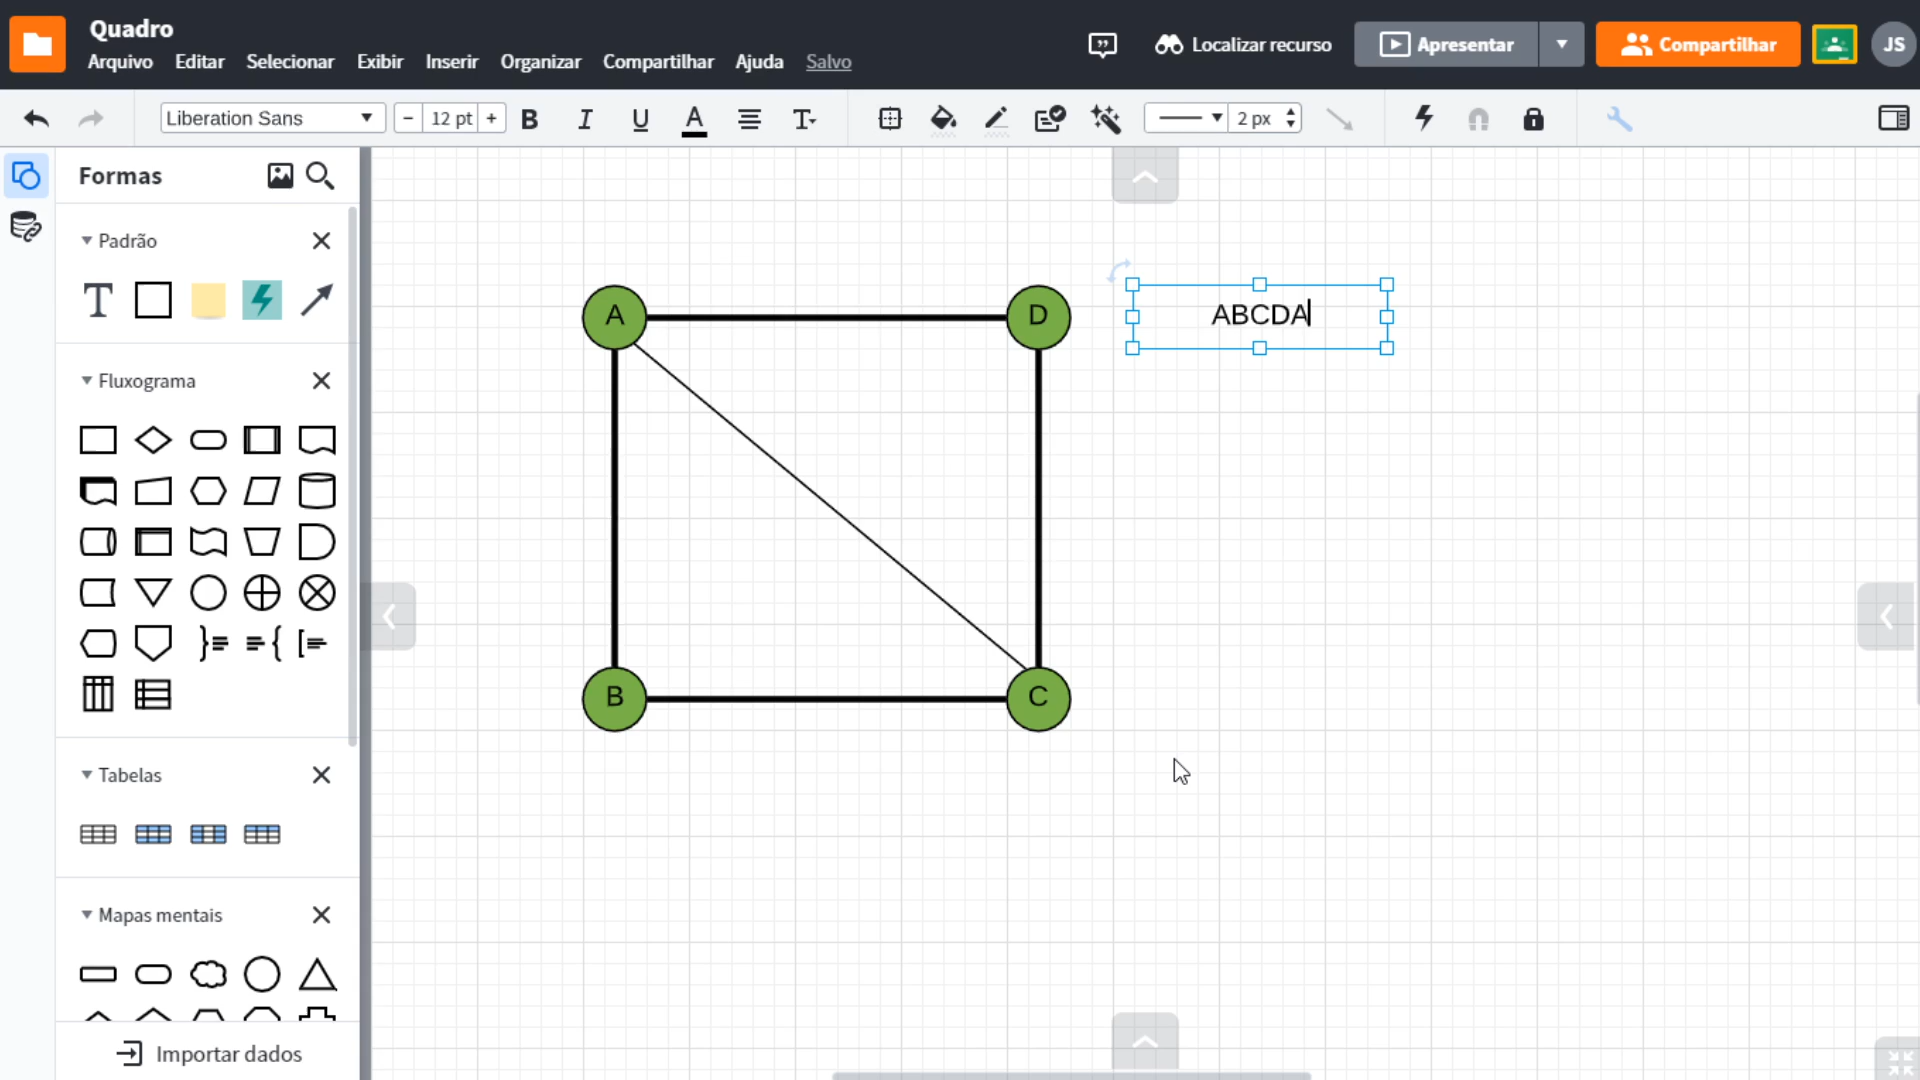 Quadro
Arquivo Editar Selecionar Exibir Inserir Organizar Compartilhar Ajuda Salvo
Localizar recurso
Apresentar
Compartilhar
JS
Liberation Sans
− 12 pt +
B I U A T
2 px
Formas
Padrão
T
Fluxograma
Tabelas
Mapas mentais
Importar dados
A
D
ABCDA
B
C